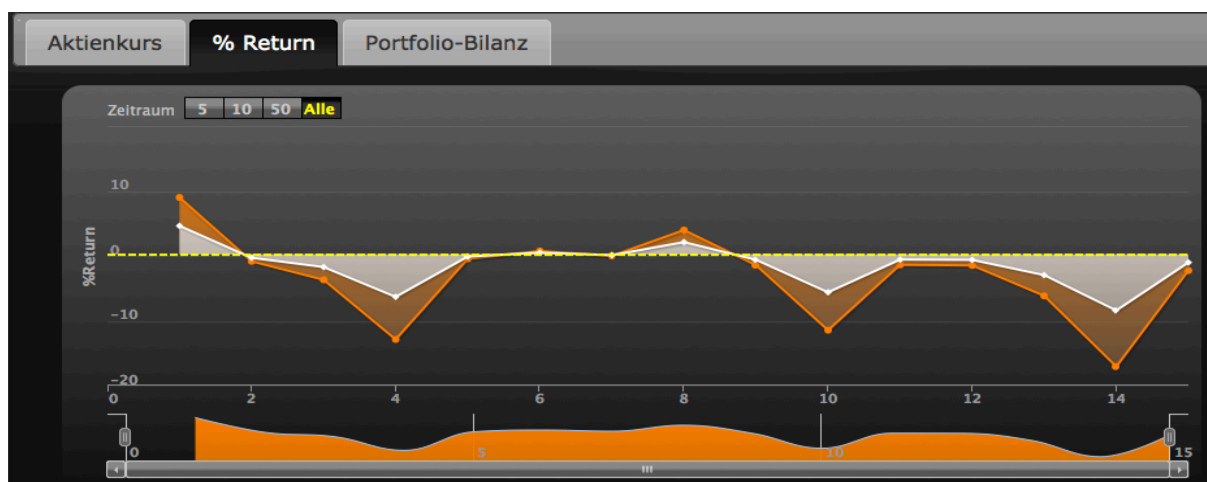 Aktienkurs % Return Portfolio-Bilanz
Zeitraum 5 10 50 Alle
10
0
%Return
-10
-20
0 2 4 6 8 10 12 14
0 5 10 15